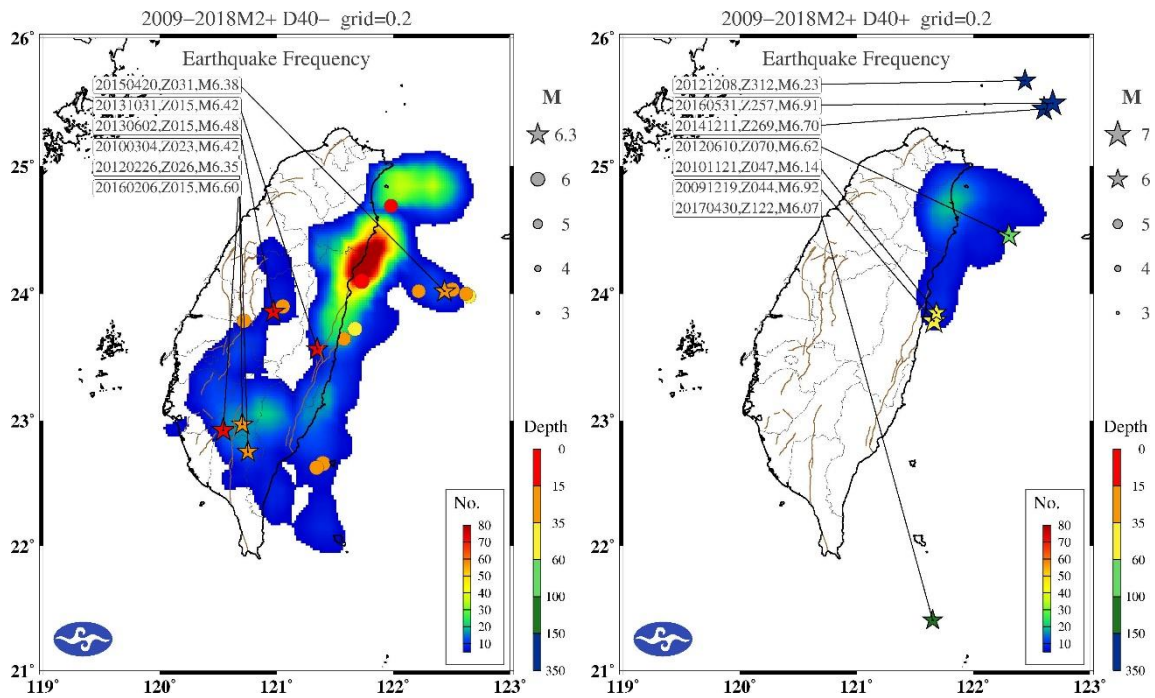 2009−2018M2+ D40− grid=0.2
26°
Earthquake Frequency
20150420,Z031,M6.38
20131031,Z015,M6.42
20130602,Z015,M6.48
20100304,Z023,M6.42
20120226,Z026,M6.35
20160206,Z015,M6.60
25°
24°
23°
22°
21°
119°
120°
121°
122°
123°
No.
80
70
60
50
40
30
20
10
M
6.3
6
5
4
3
Depth
0
15
35
60
100
150
350
2009−2018M2+ D40+ grid=0.2
26°
Earthquake Frequency
20121208,Z312,M6.23
20160531,Z257,M6.91
20141211,Z269,M6.70
20120610,Z070,M6.62
20101121,Z047,M6.14
20091219,Z044,M6.92
20170430,Z122,M6.07
25°
24°
23°
22°
21°
119°
120°
121°
122°
123°
No.
80
70
60
50
40
30
20
10
M
7
6
5
4
3
Depth
0
15
35
60
100
150
350